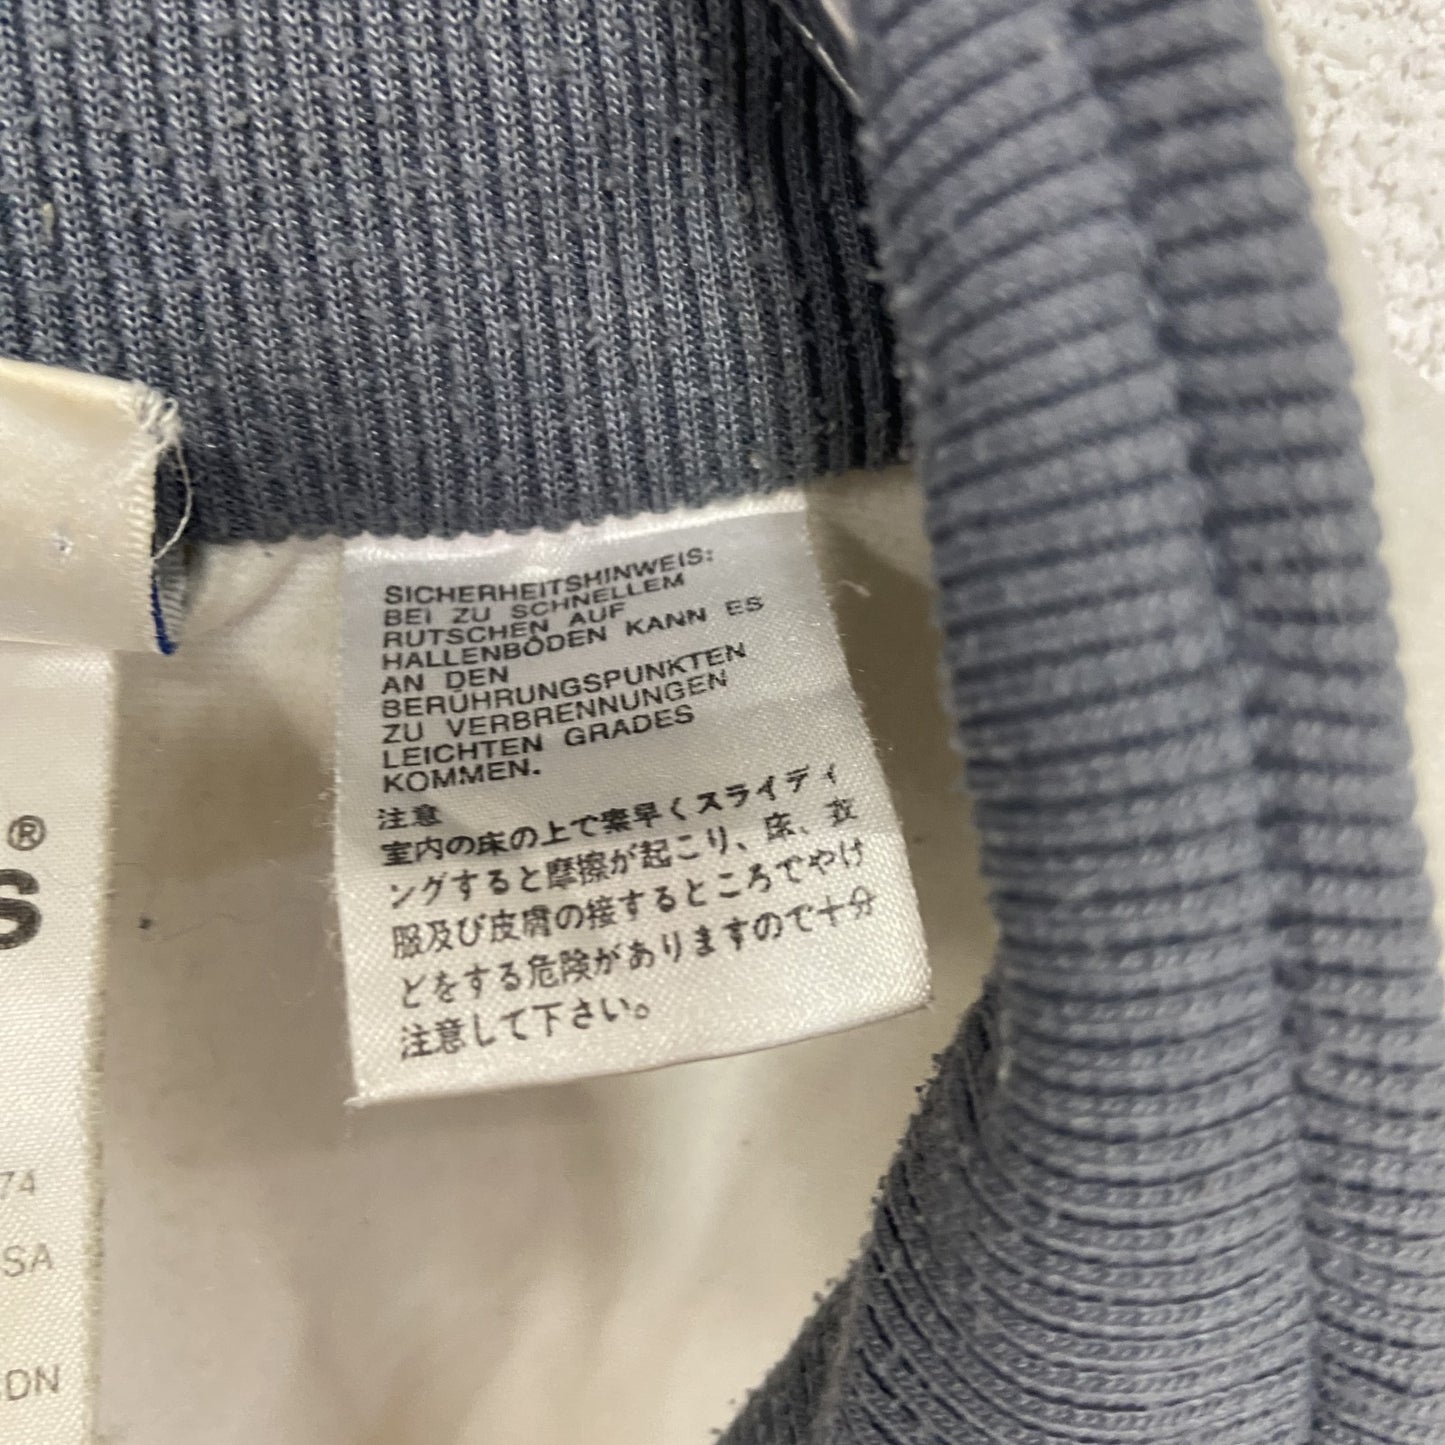 SICHERHEITSHINWEIS:
BEI ZU SCHNELLEM
RUTSCHEN AUF
HALLENBÖDEN KANN ES
AN DEN
BERÜHRUNGSPUNKTEN
ZU VERBRENNUNGEN
LEICHTEN GRADES
KOMMEN.
注意
室内の床の上で素早くスライディ
ングすると摩擦が起こり、床、衣
服及び皮膚の接するところでやけ
どをする危険がありますので十分
注意して下さい。
®
S
74
SA
DN